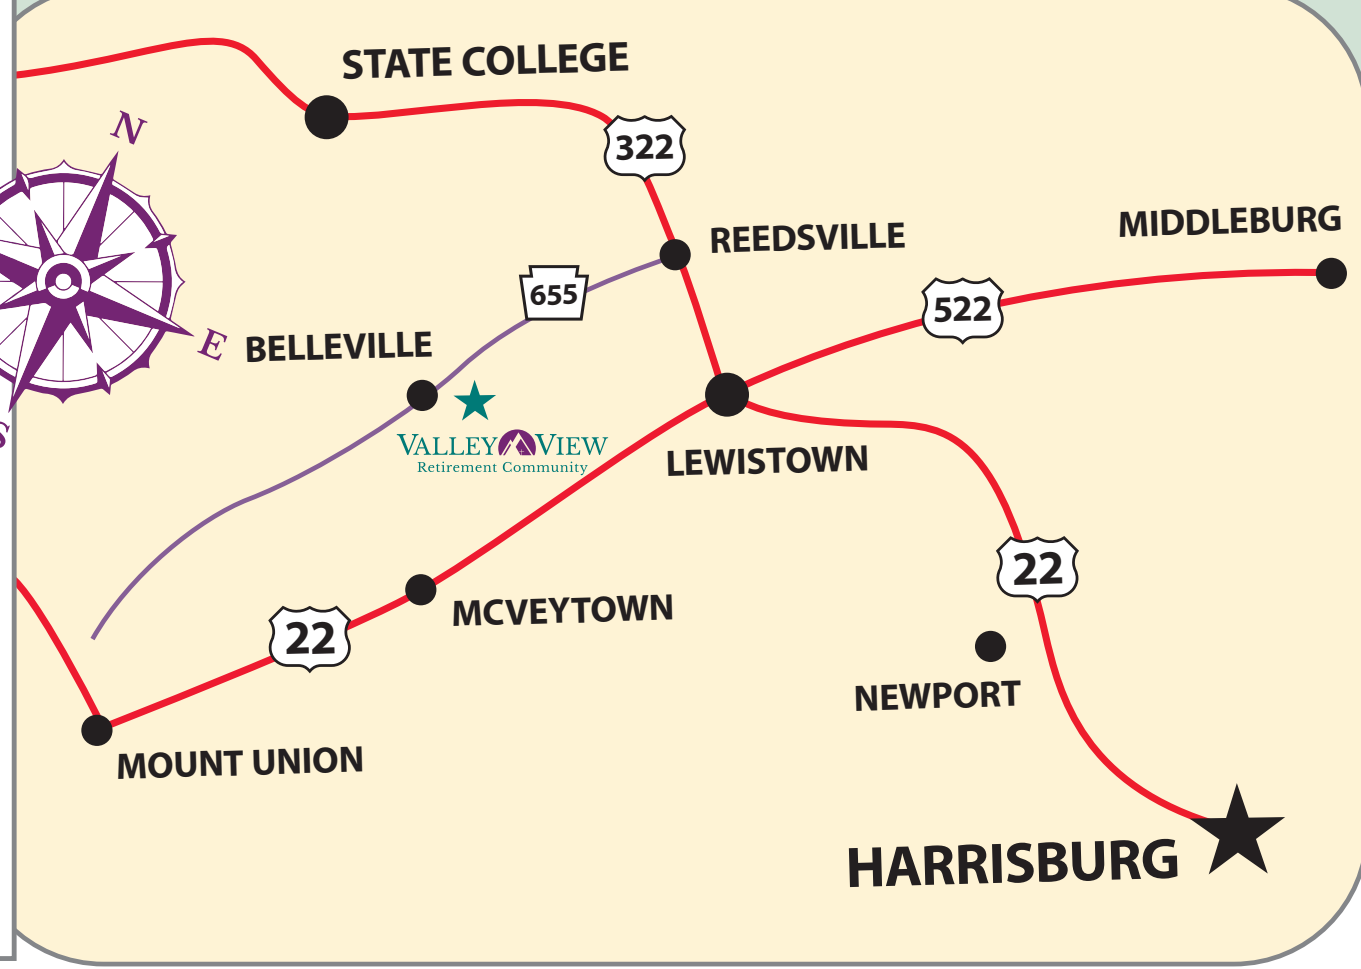 STATE COLLEGE
N
322
MIDDLEBURG
REEDSVILLE
655
522
E
BELLEVILLE
VALLEY VIEW
Retirement Community
S
LEWISTOWN
22
MCVEYTOWN
22
NEWPORT
MOUNT UNION
HARRISBURG